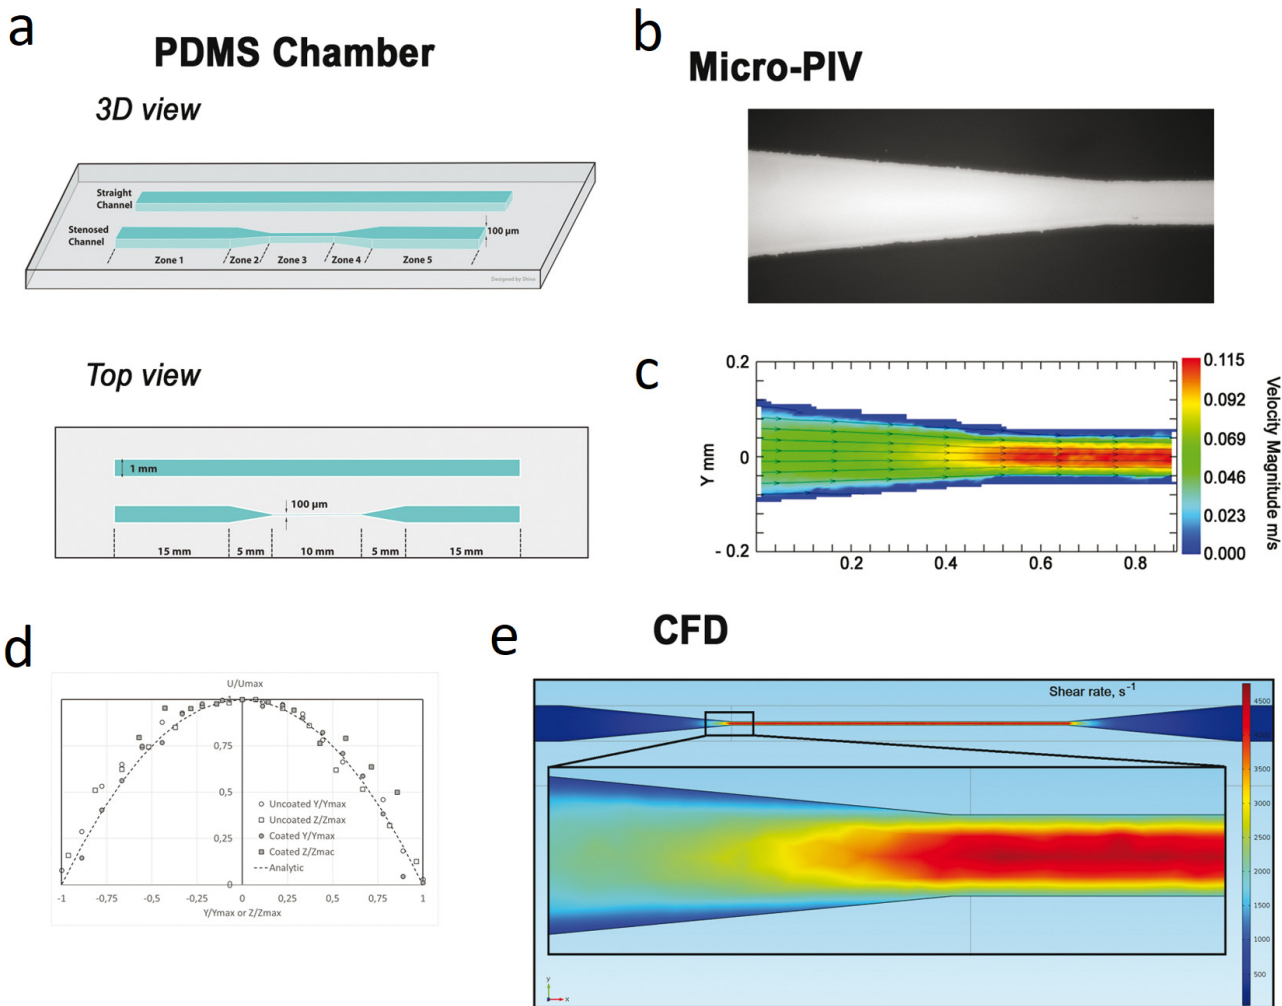 a
PDMS Chamber
3D view
Straight
Channel
Stenosed
Channel
100 µm
Zone 1
Zone 2
Zone 3
Zone 4
Zone 5
Designed by Shiva
Top view
1 mm
100 µm
15 mm
5 mm
10 mm
5 mm
15 mm
b
Micro-PIV
c
0.2
0
- 0.2
Y mm
0.2
0.4
0.6
0.8
0.115
0.092
0.069
0.046
0.023
0.000
Velocity Magnitude m/s
d
U/Umax
1
0,75
0,5
0,25
0
Uncoated Y/Ymax
Uncoated Z/Zmax
Coated Y/Ymax
Coated Z/Zmac
Analytic
-1
-0,75
-0,5
-0,25
0
0,25
0,5
0,75
1
Y/Ymax or Z/Zmax
e
CFD
Shear rate, s⁻¹
4500
3500
3000
2500
2000
1500
1000
500
y
x